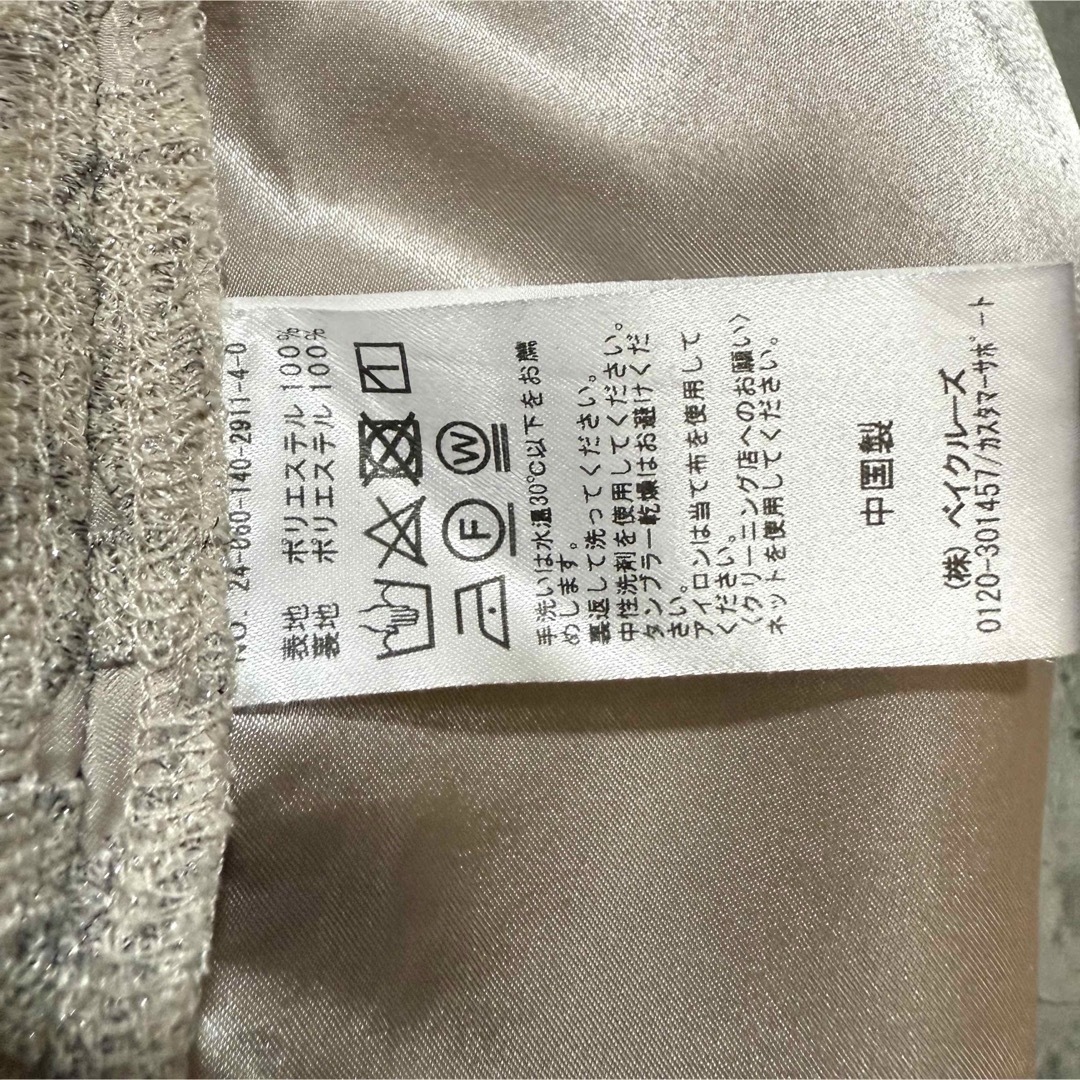 NO. 24-060-140-2911-4-0
表地 ポリエステル 100%
裏地 ポリエステル 100%
W
F
手洗いは水温30℃以下をお薦
めします。
裏返して洗ってください。
中性洗剤を使用してください。
タンブラー乾燥はお避けくだ
さい。
アイロンは当て布を使用して
ください。
〈クリーニング店へのお願い〉
ネットを使用してください。
中国製
(株) ベイクルーズ
0120-301457/カスタマーサポート